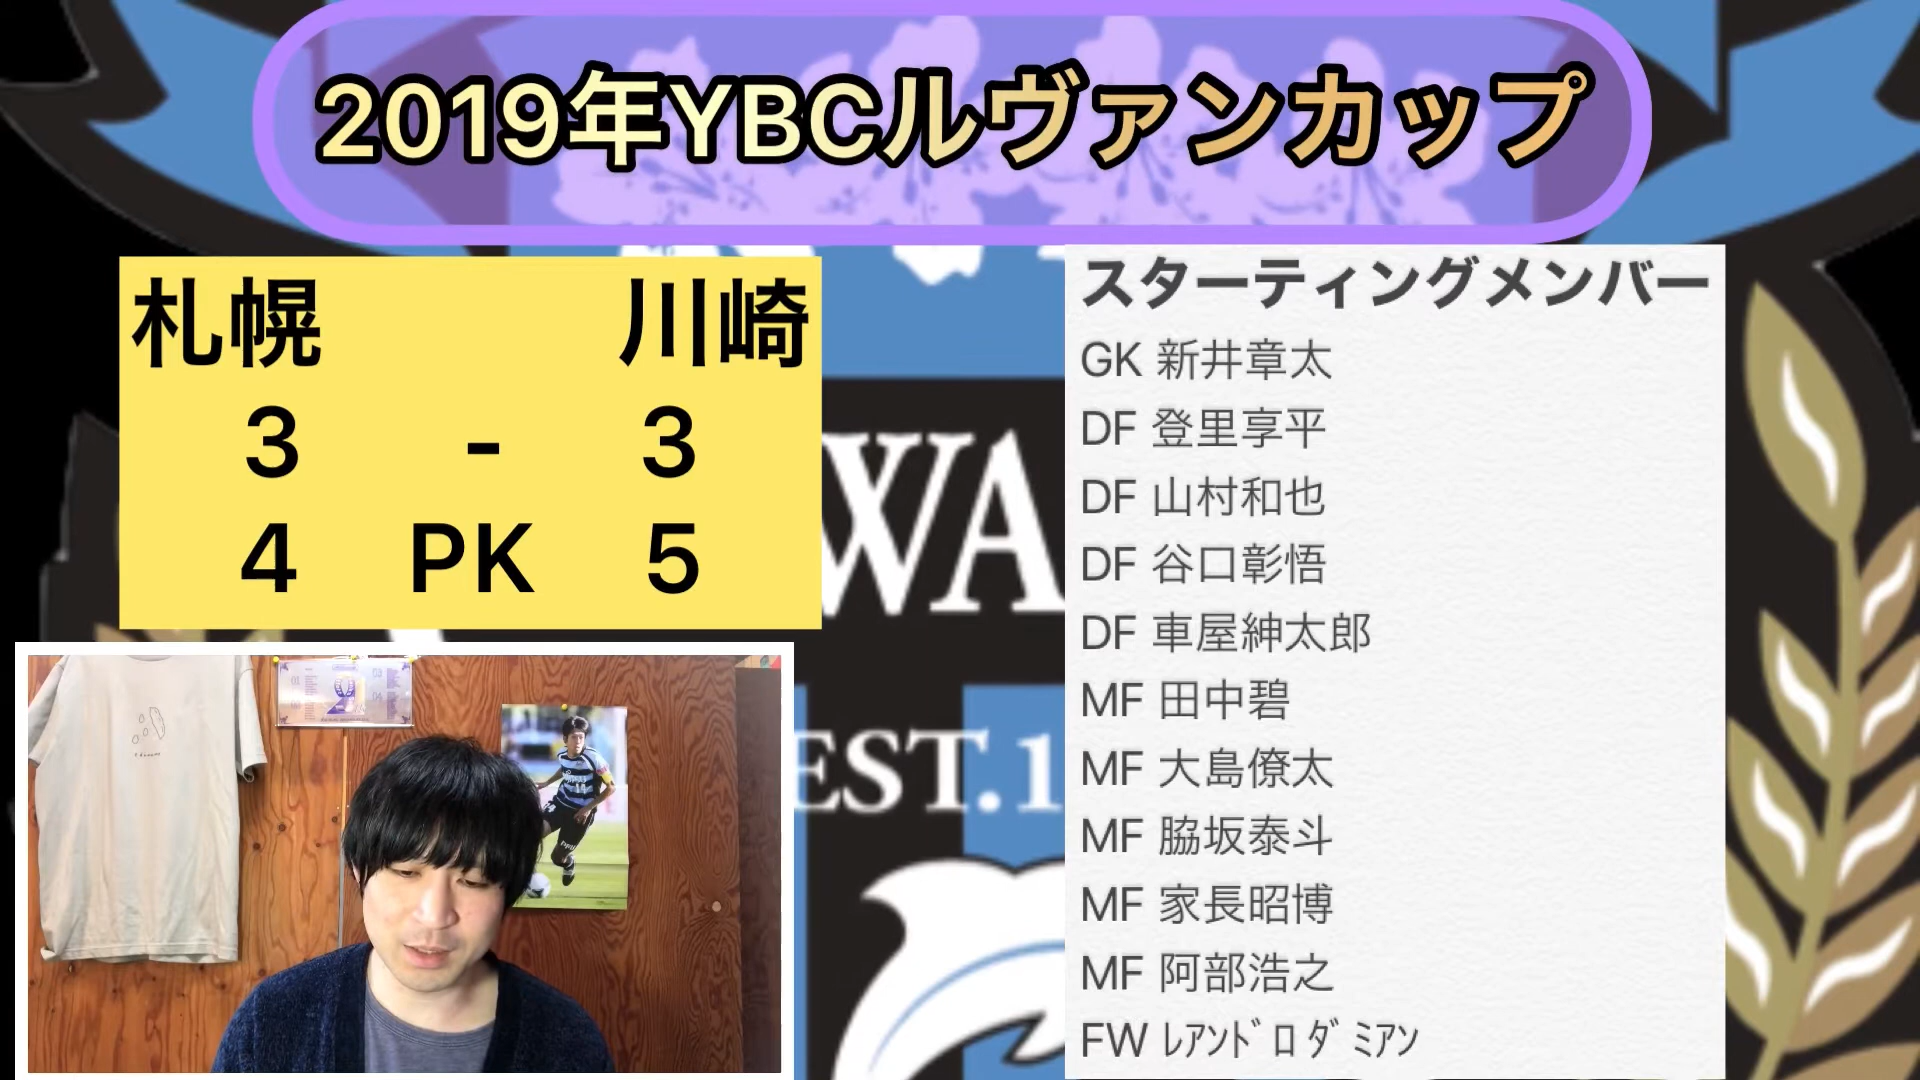 2019年YBCルヴァンカップ
札幌 川崎
3 - 3
4 PK 5
スターティングメンバー
GK 新井章太
DF 登里享平
DF 山村和也
DF 谷口彰悟
DF 車屋紳太郎
MF 田中碧
MF 大島僚太
MF 脇坂泰斗
MF 家長昭博
MF 阿部浩之
FW ﾚｱﾝﾄﾞﾛﾀﾞﾐｱﾝ
WA
EST.1
14